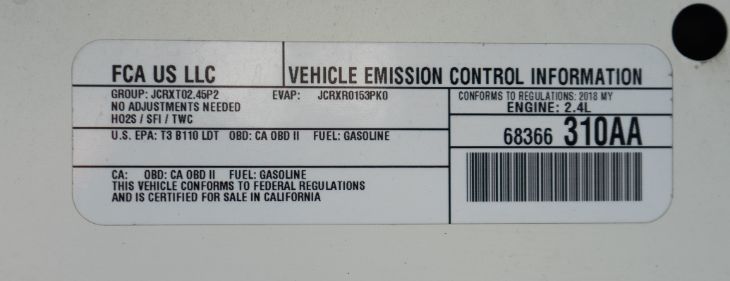 FCA US LLC
VEHICLE EMISSION CONTROL INFORMATION
GROUP: JCRXT02.45P2 EVAP: JCRXR0153PK0
NO ADJUSTMENTS NEEDED
HO2S / SFI / TWC
CONFORMS TO REGULATIONS: 2018 MY
ENGINE: 2.4L
U.S. EPA: T3 B110 LDT OBD: CA OBD II FUEL: GASOLINE
68366 310AA
CA: OBD: CA OBD II FUEL: GASOLINE
THIS VEHICLE CONFORMS TO FEDERAL REGULATIONS
AND IS CERTIFIED FOR SALE IN CALIFORNIA